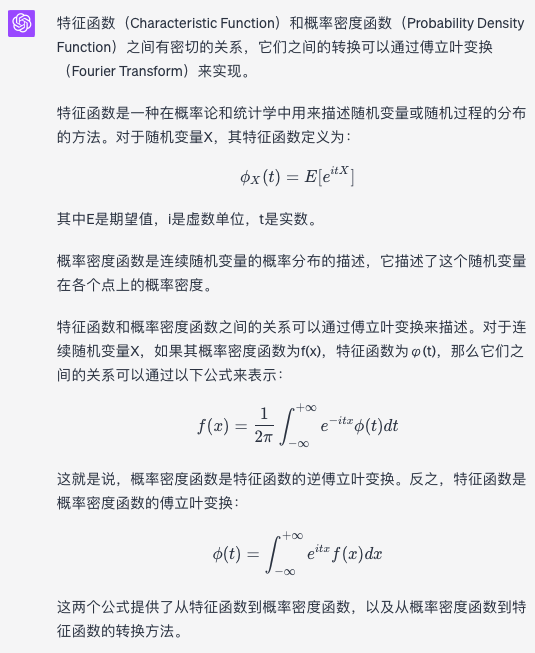 特征函数（Characteristic Function）和概率密度函数（Probability Density
Function）之间有密切的关系，它们之间的转换可以通过傅立叶变换
（Fourier Transform）来实现。
特征函数是一种在概率论和统计学中用来描述随机变量或随机过程的分布
的方法。对于随机变量X，其特征函数定义为：
ϕ_X(t) = E[e^{itX}]
其中E是期望值，i是虚数单位，t是实数。
概率密度函数是连续随机变量的概率分布的描述，它描述了这个随机变量
在各个点上的概率密度。
特征函数和概率密度函数之间的关系可以通过傅立叶变换来描述。对于连
续随机变量X，如果其概率密度函数为f(x)，特征函数为φ(t)，那么它们之
间的关系可以通过以下公式来表示：
f(x) = \frac{1}{2π} ∫_{−∞}^{+∞} e^{−itx}ϕ(t)dt
这就是说，概率密度函数是特征函数的逆傅立叶变换。反之，特征函数是
概率密度函数的傅立叶变换：
ϕ(t) = ∫_{−∞}^{+∞} e^{itx} f(x)dx
这两个公式提供了从特征函数到概率密度函数，以及从概率密度函数到特
征函数的转换方法。